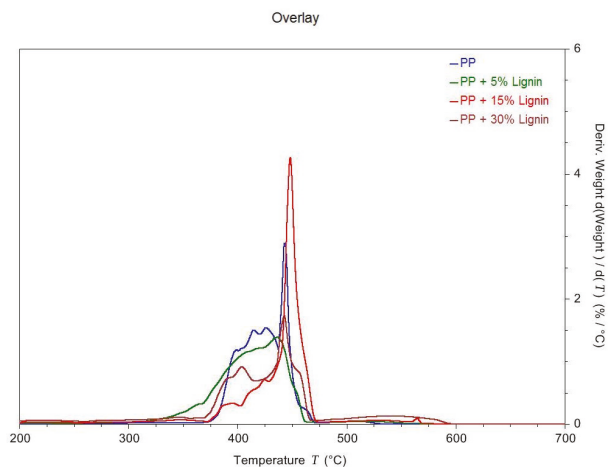 Overlay
6
PP
PP + 5% Lignin
PP + 15% Lignin
PP + 30% Lignin
4
2
0
Deriv. Weight d(Weight) / d(T) (% / °C)
200 300 400 500 600 700
Temperature T (°C)